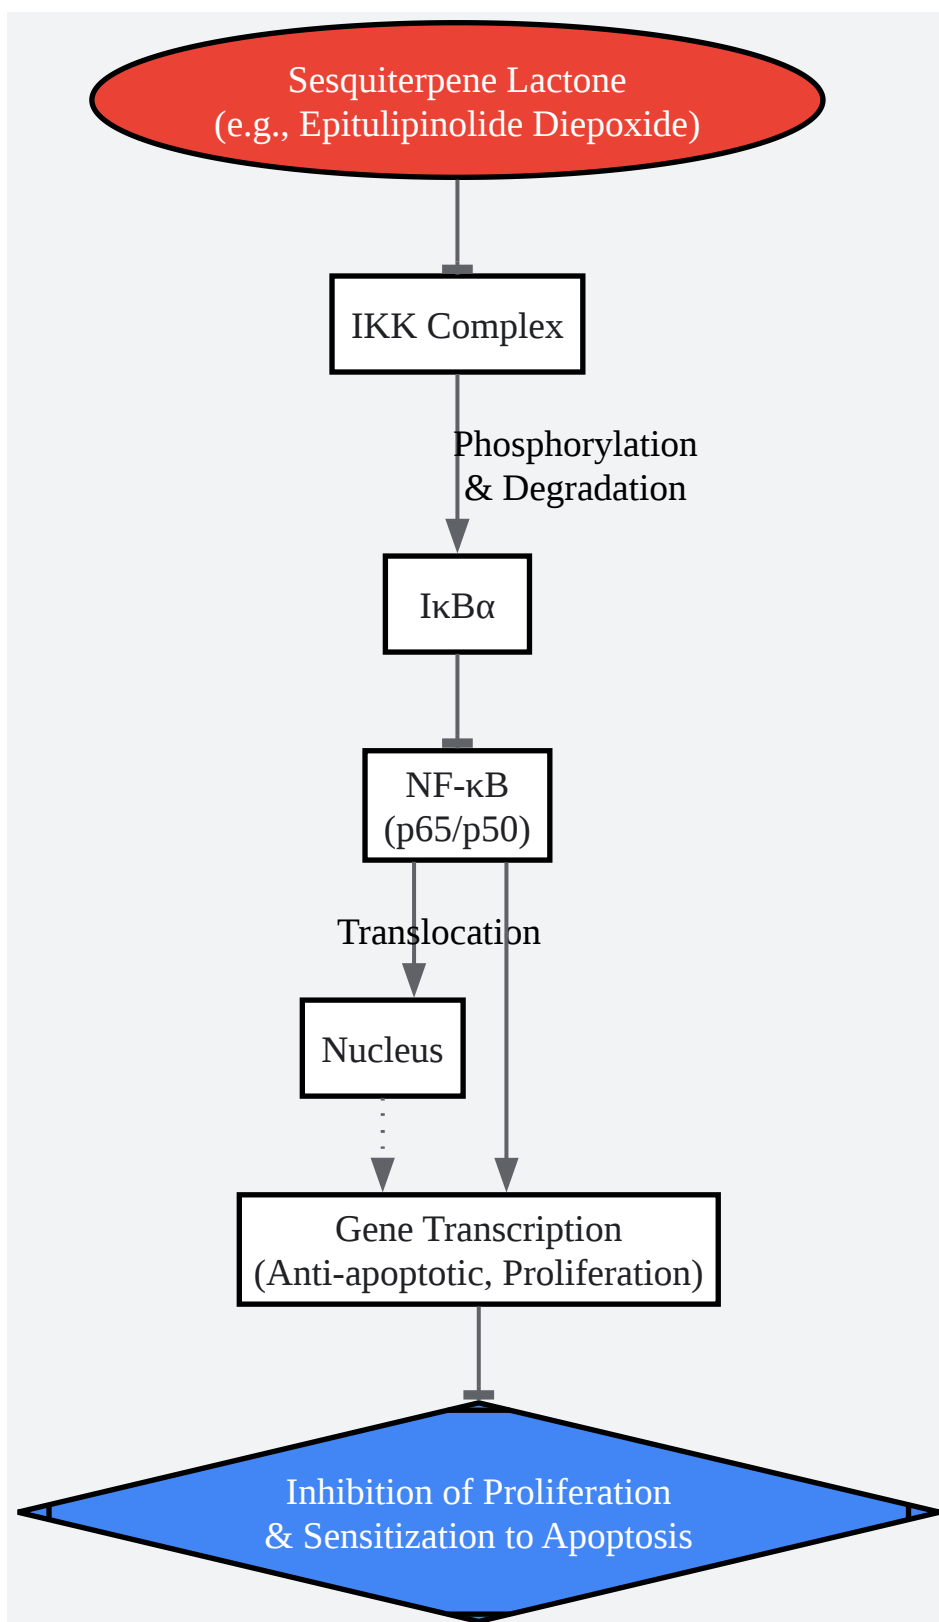 Sesquiterpene Lactone
(e.g., Epitulipinolide Diepoxide)
IKK Complex
Phosphorylation
& Degradation
IκBα
NF-κB
(p65/p50)
Translocation
Nucleus
Gene Transcription
(Anti-apoptotic, Proliferation)
Inhibition of Proliferation
& Sensitization to Apoptosis